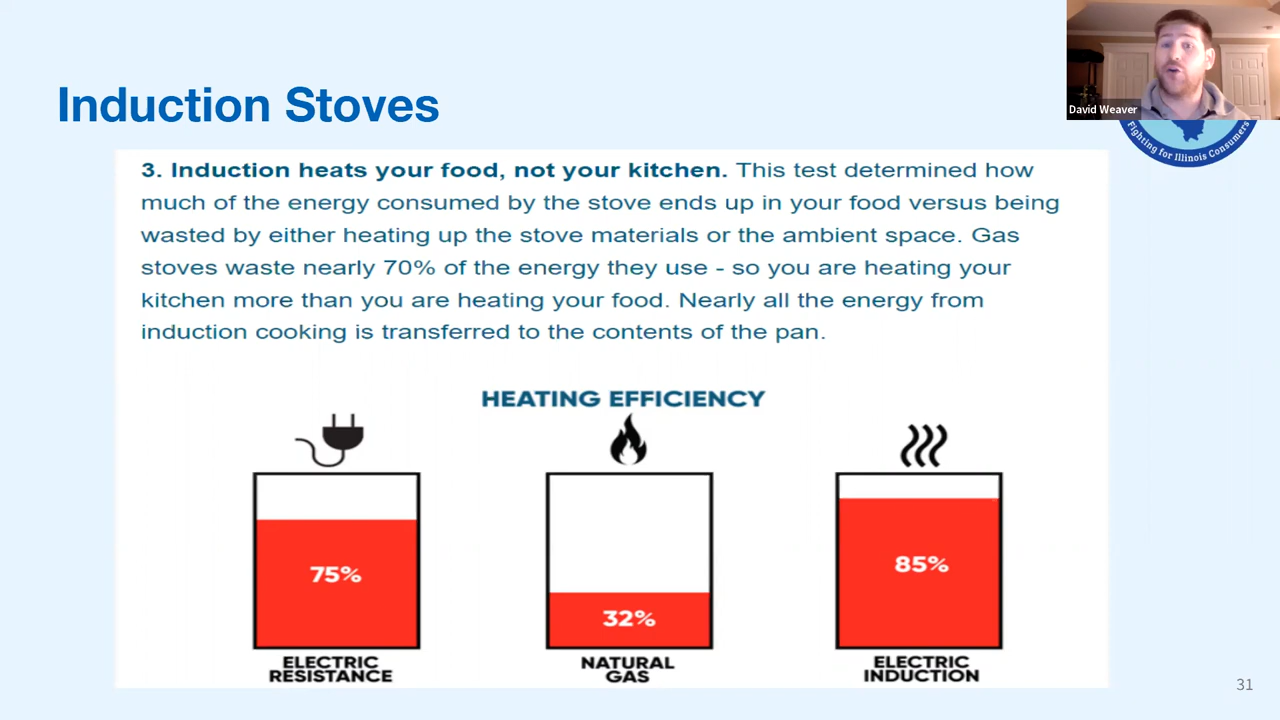 Induction Stoves
David Weaver
Fighting for Illinois Consumers
3. Induction heats your food, not your kitchen. This test determined how
much of the energy consumed by the stove ends up in your food versus being
wasted by either heating up the stove materials or the ambient space. Gas
stoves waste nearly 70% of the energy they use - so you are heating your
kitchen more than you are heating your food. Nearly all the energy from
induction cooking is transferred to the contents of the pan.
HEATING EFFICIENCY
75%
32%
85%
ELECTRIC
RESISTANCE
NATURAL
GAS
ELECTRIC
INDUCTION
31